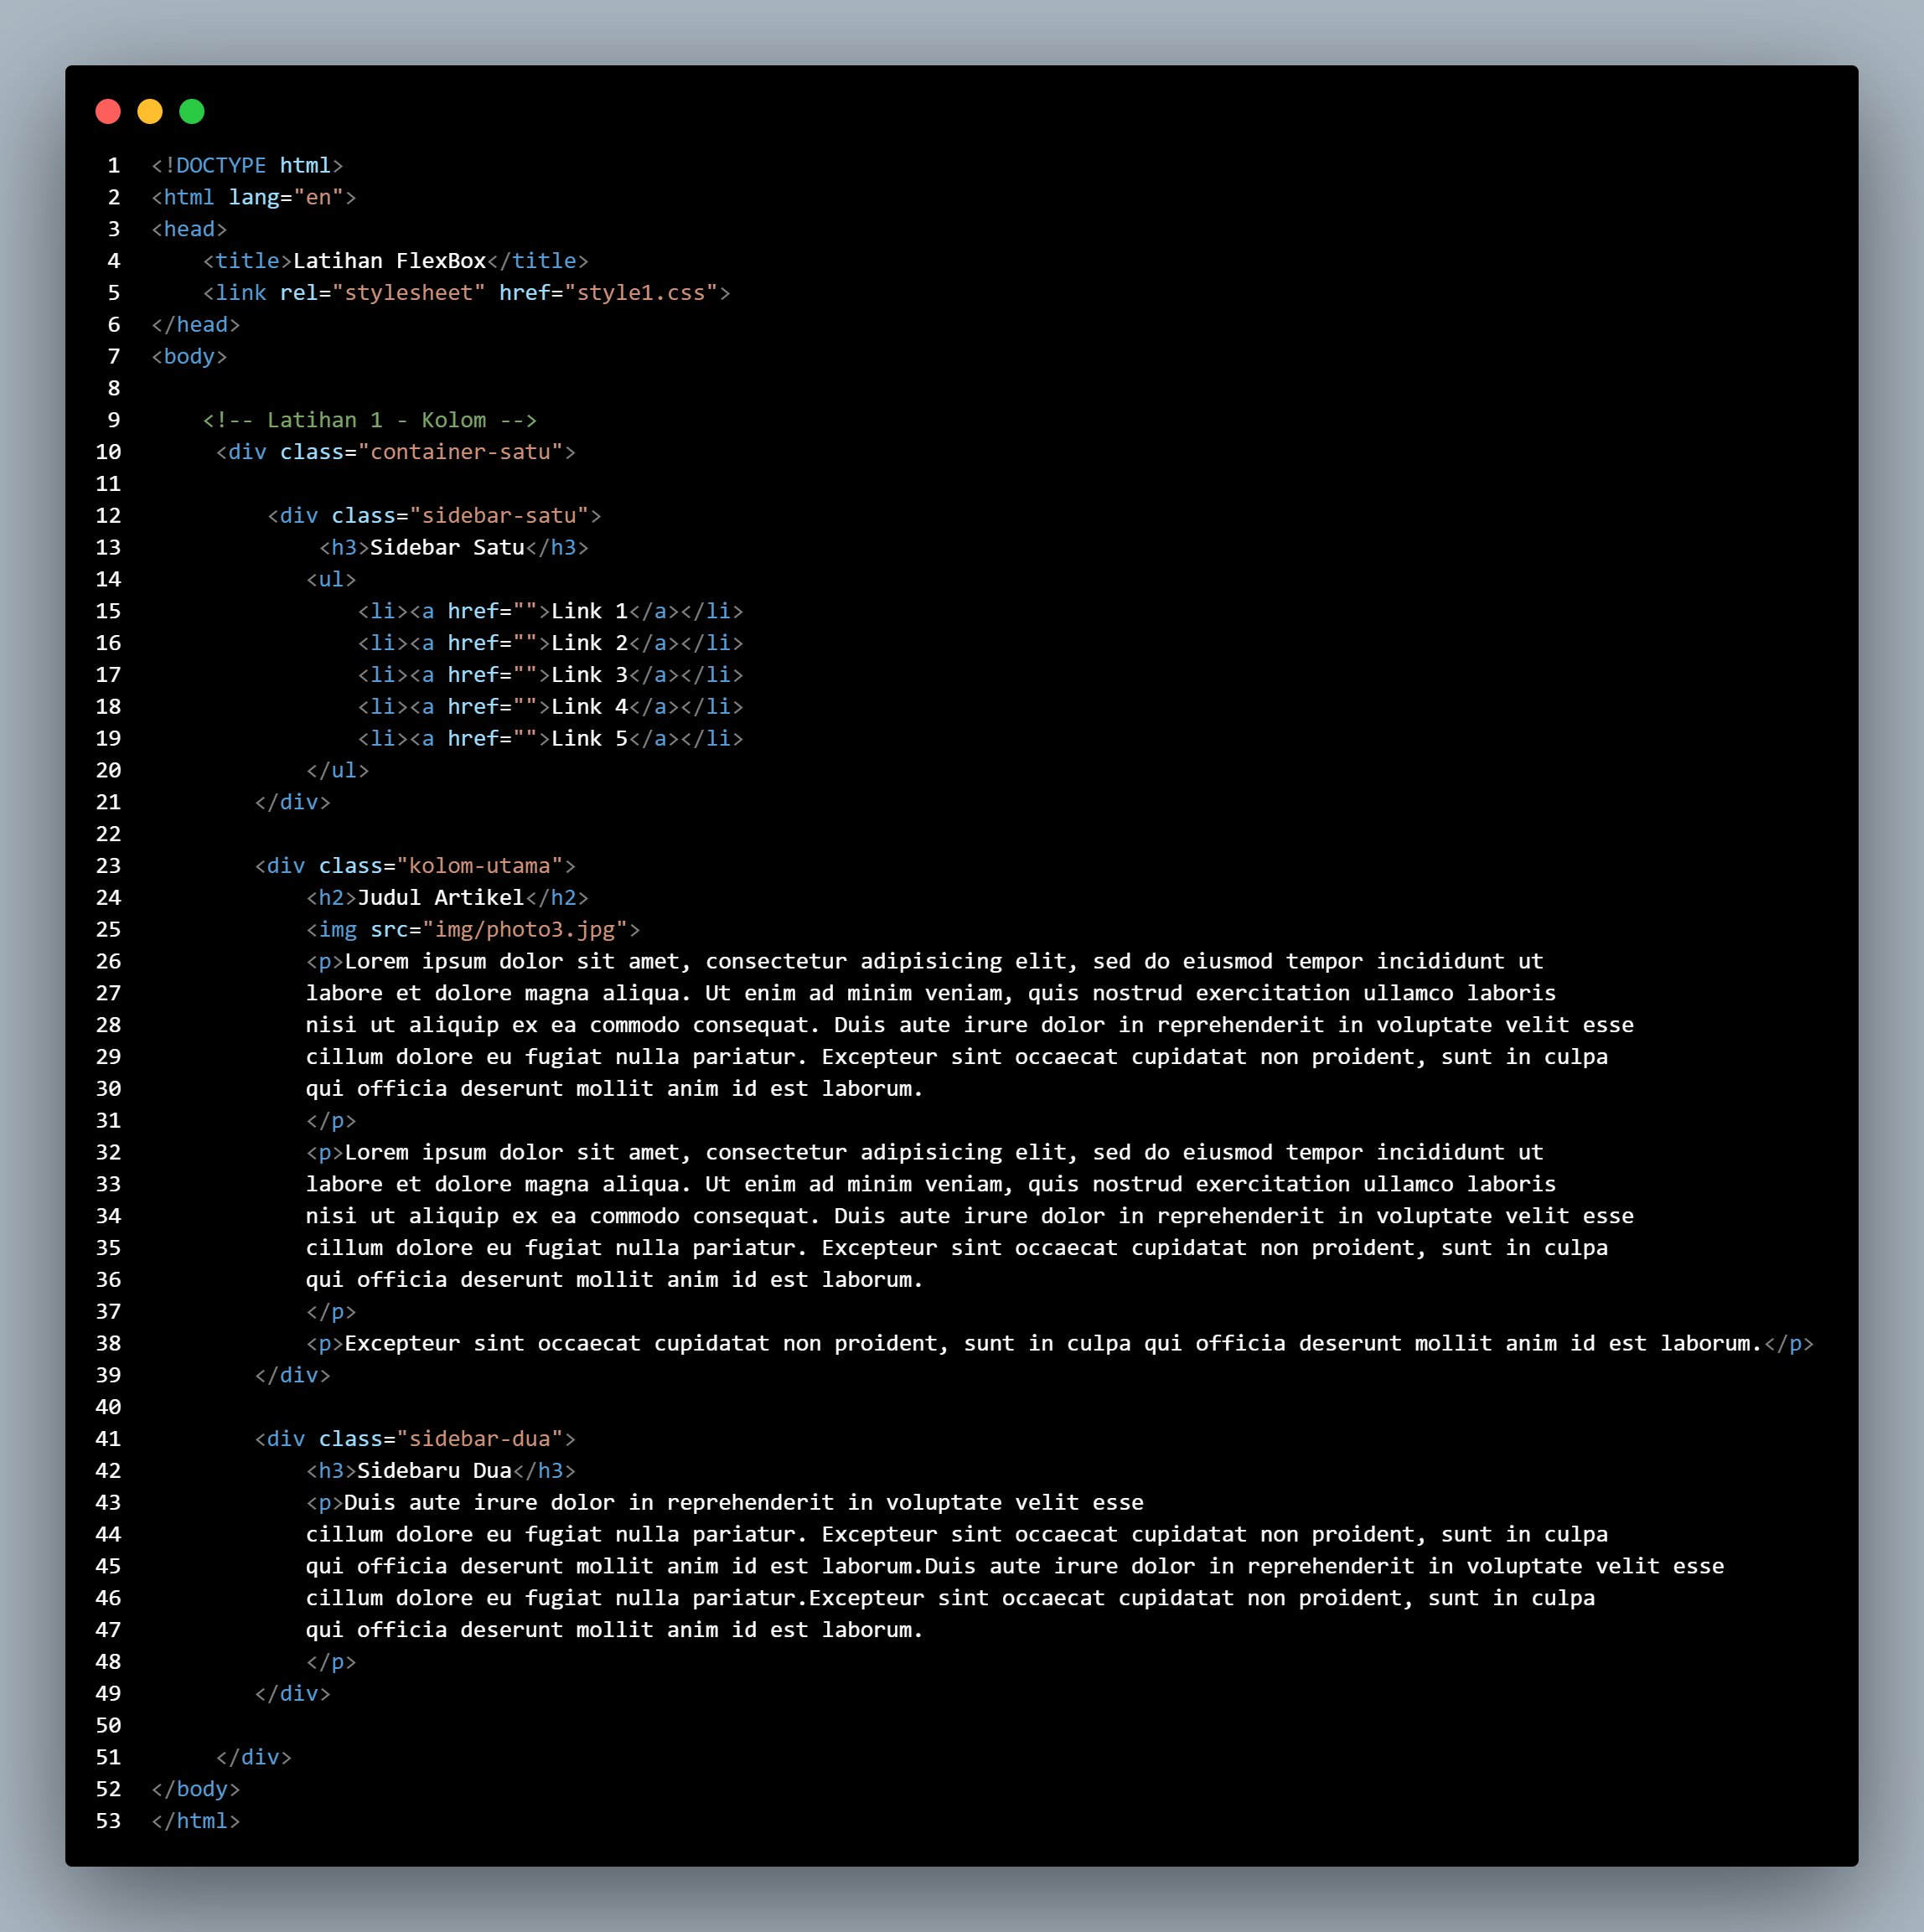 1 <!DOCTYPE html>
2 <html lang="en">
3 <head>
4     <title>Latihan FlexBox</title>
5     <link rel="stylesheet" href="style1.css">
6 </head>
7 <body>
8
9     <!-- Latihan 1 - Kolom -->
10      <div class="container-satu">
11
12          <div class="sidebar-satu">
13              <h3>Sidebar Satu</h3>
14             <ul>
15                 <li><a href="">Link 1</a></li>
16                 <li><a href="">Link 2</a></li>
17                 <li><a href="">Link 3</a></li>
18                 <li><a href="">Link 4</a></li>
19                 <li><a href="">Link 5</a></li>
20             </ul>
21         </div>
22
23         <div class="kolom-utama">
24             <h2>Judul Artikel</h2>
25             <img src="img/photo3.jpg">
26             <p>Lorem ipsum dolor sit amet, consectetur adipisicing elit, sed do eiusmod tempor incididunt ut
27             labore et dolore magna aliqua. Ut enim ad minim veniam, quis nostrud exercitation ullamco laboris
28             nisi ut aliquip ex ea commodo consequat. Duis aute irure dolor in reprehenderit in voluptate velit esse
29             cillum dolore eu fugiat nulla pariatur. Excepteur sint occaecat cupidatat non proident, sunt in culpa
30             qui officia deserunt mollit anim id est laborum.
31             </p>
32             <p>Lorem ipsum dolor sit amet, consectetur adipisicing elit, sed do eiusmod tempor incididunt ut
33             labore et dolore magna aliqua. Ut enim ad minim veniam, quis nostrud exercitation ullamco laboris
34             nisi ut aliquip ex ea commodo consequat. Duis aute irure dolor in reprehenderit in voluptate velit esse
35             cillum dolore eu fugiat nulla pariatur. Excepteur sint occaecat cupidatat non proident, sunt in culpa
36             qui officia deserunt mollit anim id est laborum.
37             </p>
38             <p>Excepteur sint occaecat cupidatat non proident, sunt in culpa qui officia deserunt mollit anim id est laborum.</p>
39         </div>
40
41         <div class="sidebar-dua">
42             <h3>Sidebaru Dua</h3>
43             <p>Duis aute irure dolor in reprehenderit in voluptate velit esse
44             cillum dolore eu fugiat nulla pariatur. Excepteur sint occaecat cupidatat non proident, sunt in culpa
45             qui officia deserunt mollit anim id est laborum.Duis aute irure dolor in reprehenderit in voluptate velit esse
46             cillum dolore eu fugiat nulla pariatur.Excepteur sint occaecat cupidatat non proident, sunt in culpa
47             qui officia deserunt mollit anim id est laborum.
48             </p>
49         </div>
50
51      </div>
52 </body>
53 </html>